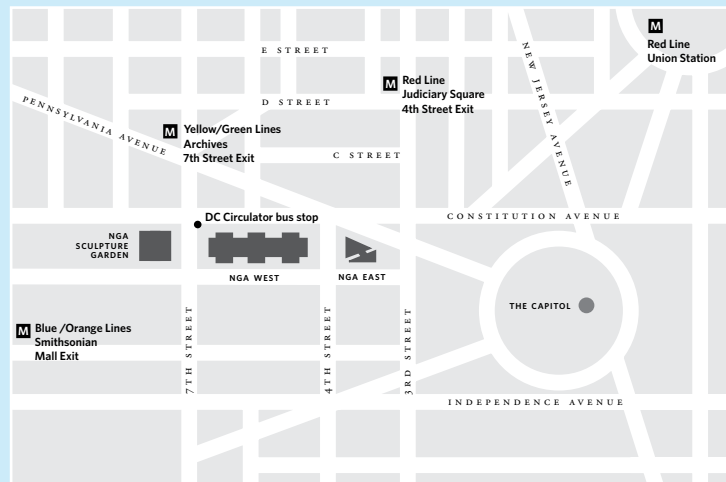 M
Red Line
Union Station
E STREET
NEW JERSEY AVENUE
M
Red Line
Judiciary Square
4th Street Exit
PENNSYLVANIA AVENUE
D STREET
M
Yellow/Green Lines
Archives
7th Street Exit
C STREET
DC Circulator bus stop
CONSTITUTION AVENUE
NGA
SCULPTURE
GARDEN
NGA WEST
NGA EAST
THE CAPITOL
M
Blue /Orange Lines
Smithsonian
Mall Exit
7TH STREET
4TH STREET
3RD STREET
INDEPENDENCE AVENUE